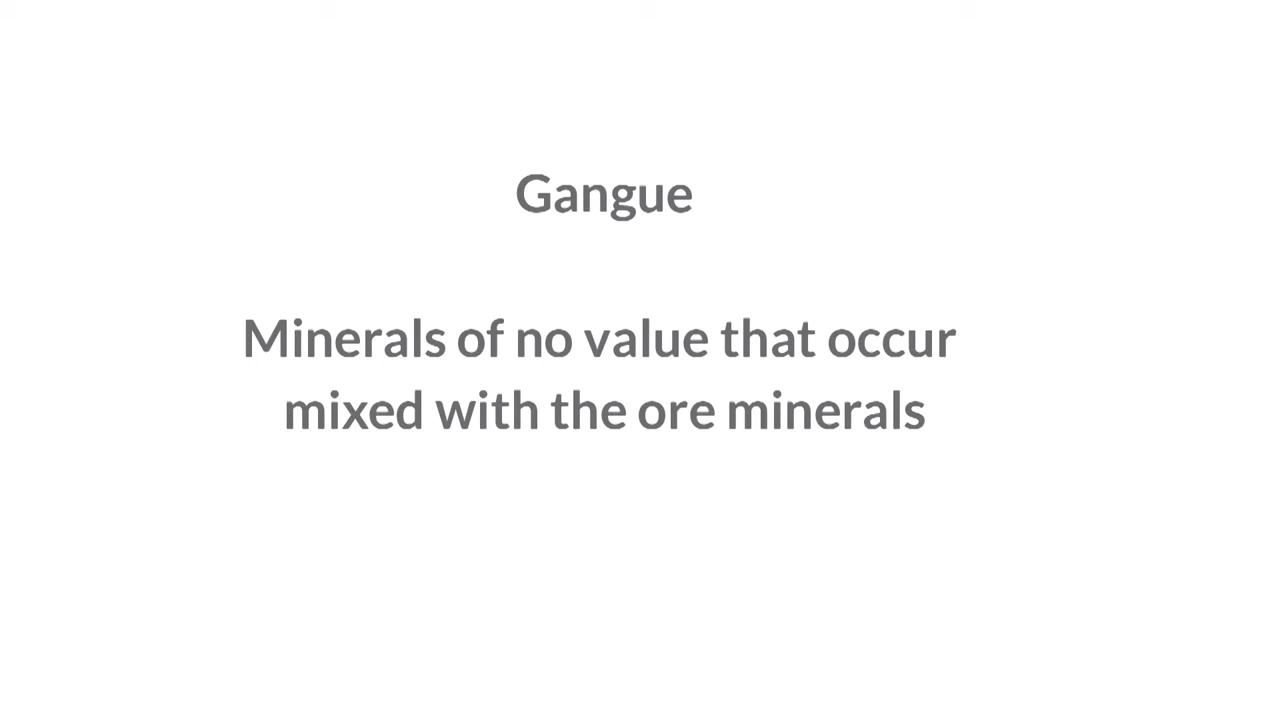 Gangue
Minerals of no value that occur
mixed with the ore minerals